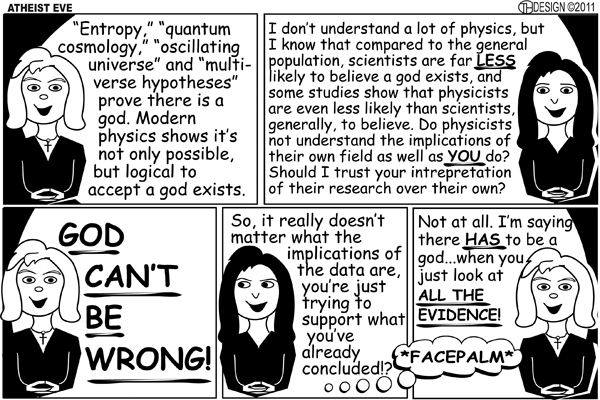 ATHEIST EVE
THDESIGN ©2011
"Entropy," "quantum
cosmology," "oscillating
universe" and "multi-
verse hypotheses"
prove there is a
god. Modern
physics shows it's
not only possible,
but logical to
accept a god exists.
I don't understand a lot of physics, but
I know that compared to the general
population, scientists are far LESS
likely to believe a god exists, and
some studies show that physicists
are even less likely than scientists,
generally, to believe. Do physicists
not understand the implications of
their own field as well as YOU do?
Should I trust your intrepretation
of their research over their own?
GOD
CAN'T
BE
WRONG!
So, it really doesn't
matter what the
implications of
the data are,
you're just
trying to
support what
you've
already
concluded!?
Not at all. I'm saying
there HAS to be a
god...when you
just look at
ALL THE
EVIDENCE!
*FACEPALM*